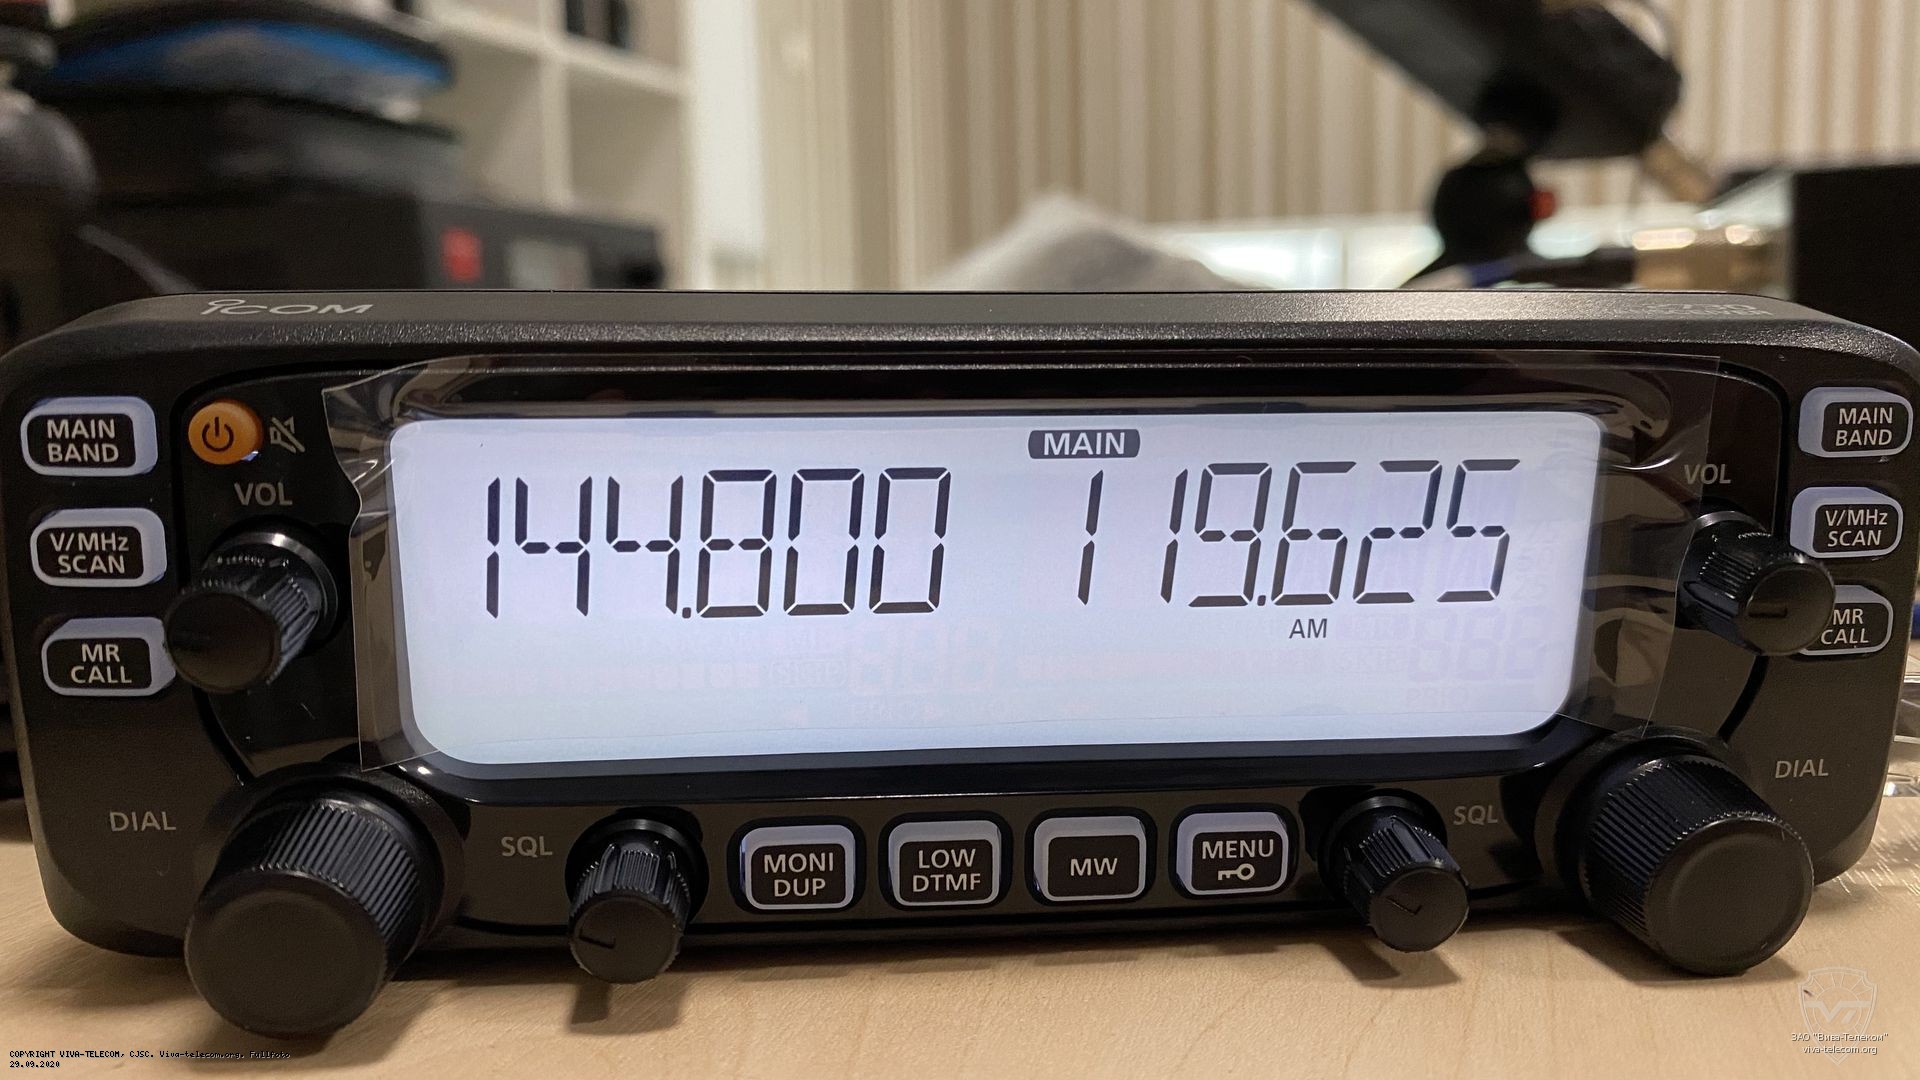 ICOM
MAIN
BAND
VOL
V/MHz
SCAN
MR
CALL
DIAL
SQL
MAIN
144.800
119.625
AM
MONI
DUP
LOW
DTMF
MW
MENU
MAIN
BAND
VOL
V/MHz
SCAN
MR
CALL
DIAL
SQL
COPYRIGHT VIVA-TELECOM, CJSC. Viva-telecom.org. FullFoto
29.09.2020
ЗАО "Вива-Телеком"
viva-telecom.org